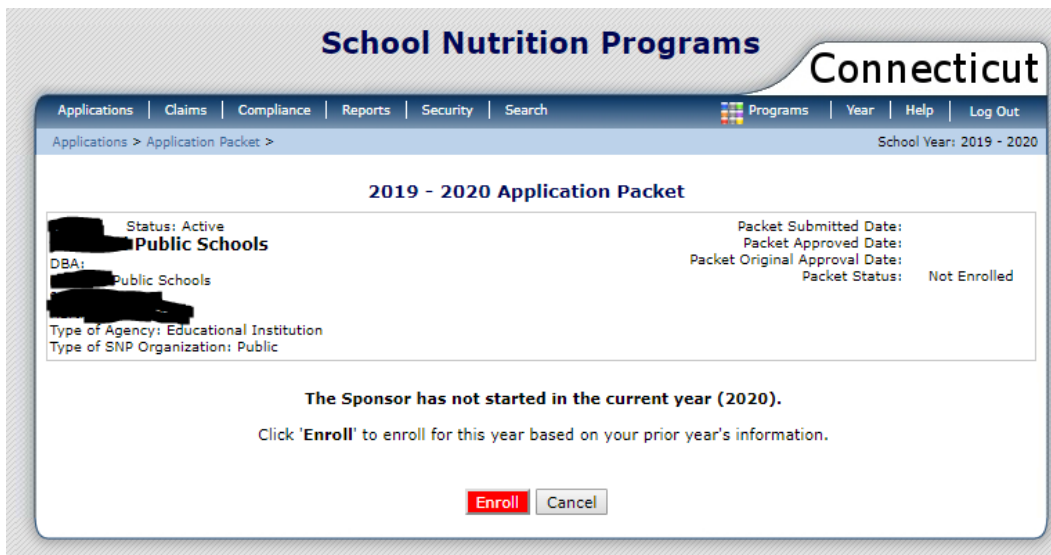 School Nutrition Programs
Connecticut
Applications | Claims | Compliance | Reports | Security | Search Programs | Year | Help | Log Out
Applications > Application Packet > School Year: 2019 - 2020
2019 - 2020 Application Packet
Status: Active
Public Schools
DBA:
Public Schools
Type of Agency: Educational Institution
Type of SNP Organization: Public
Packet Submitted Date:
Packet Approved Date:
Packet Original Approval Date:
Packet Status: Not Enrolled
The Sponsor has not started in the current year (2020).
Click 'Enroll' to enroll for this year based on your prior year's information.
Enroll Cancel